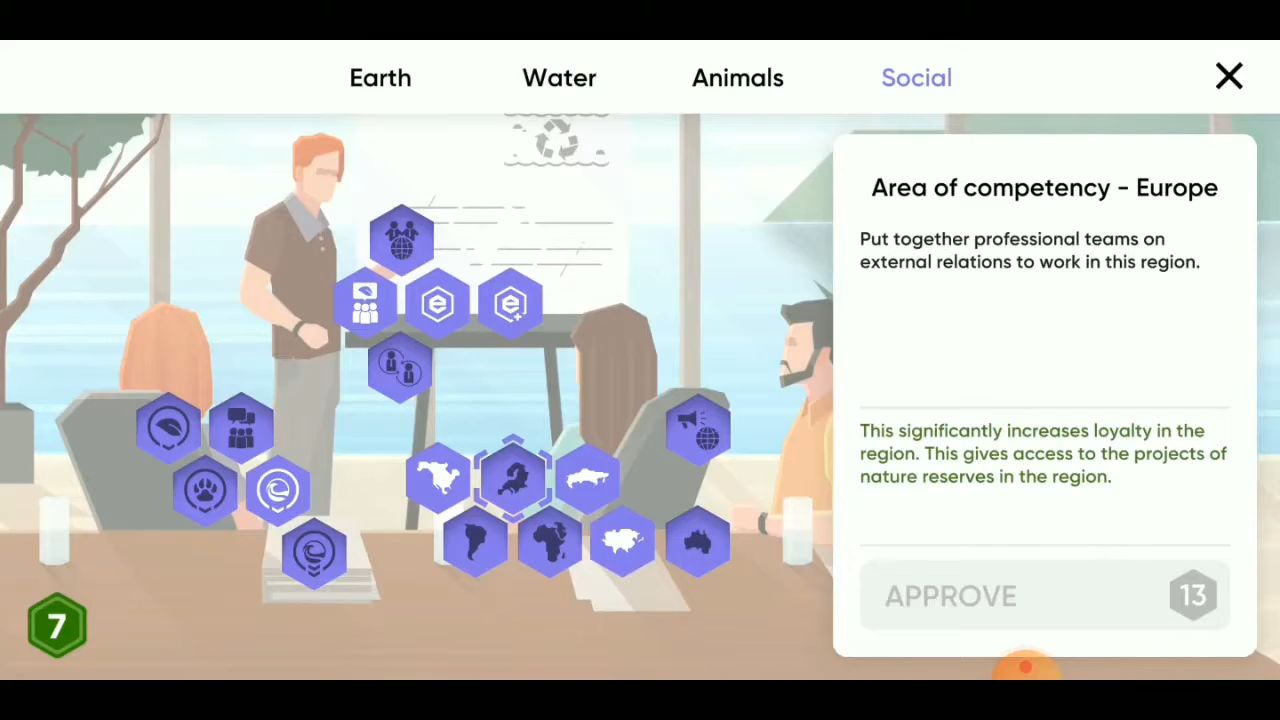 Earth Water Animals Social
Area of competency - Europe
Put together professional teams on
external relations to work in this region.
e e
This significantly increases loyalty in the
region. This gives access to the projects of
nature reserves in the region.
APPROVE 13
7